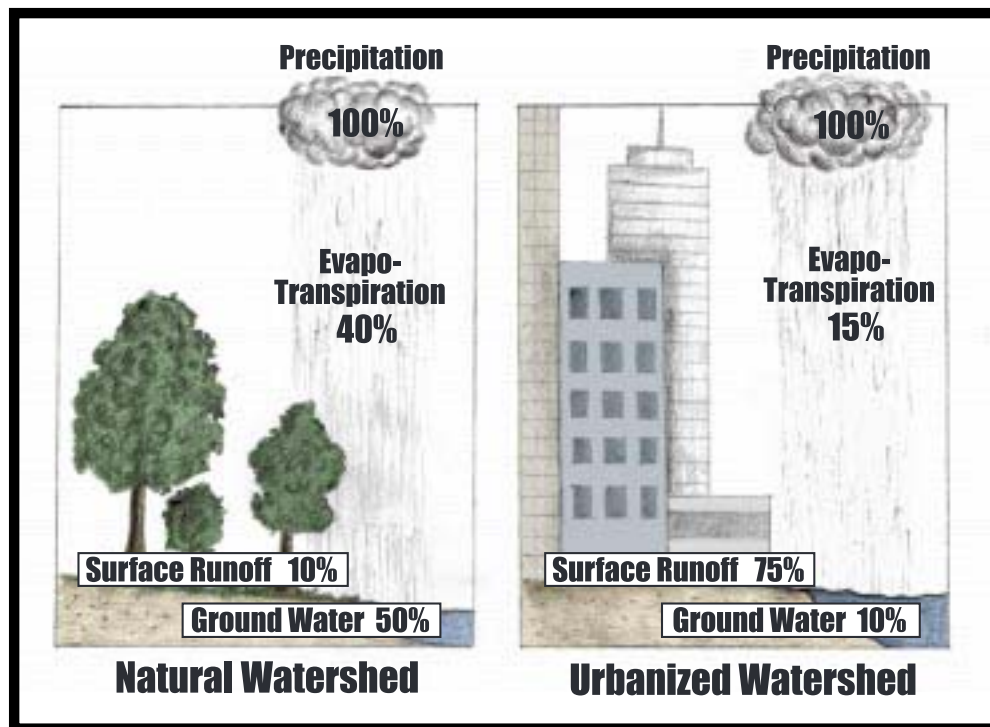 Precipitation
100%
Evapo-
Transpiration
40%
Surface Runoff 10%
Ground Water 50%
Natural Watershed
Precipitation
100%
Evapo-
Transpiration
15%
Surface Runoff 75%
Ground Water 10%
Urbanized Watershed